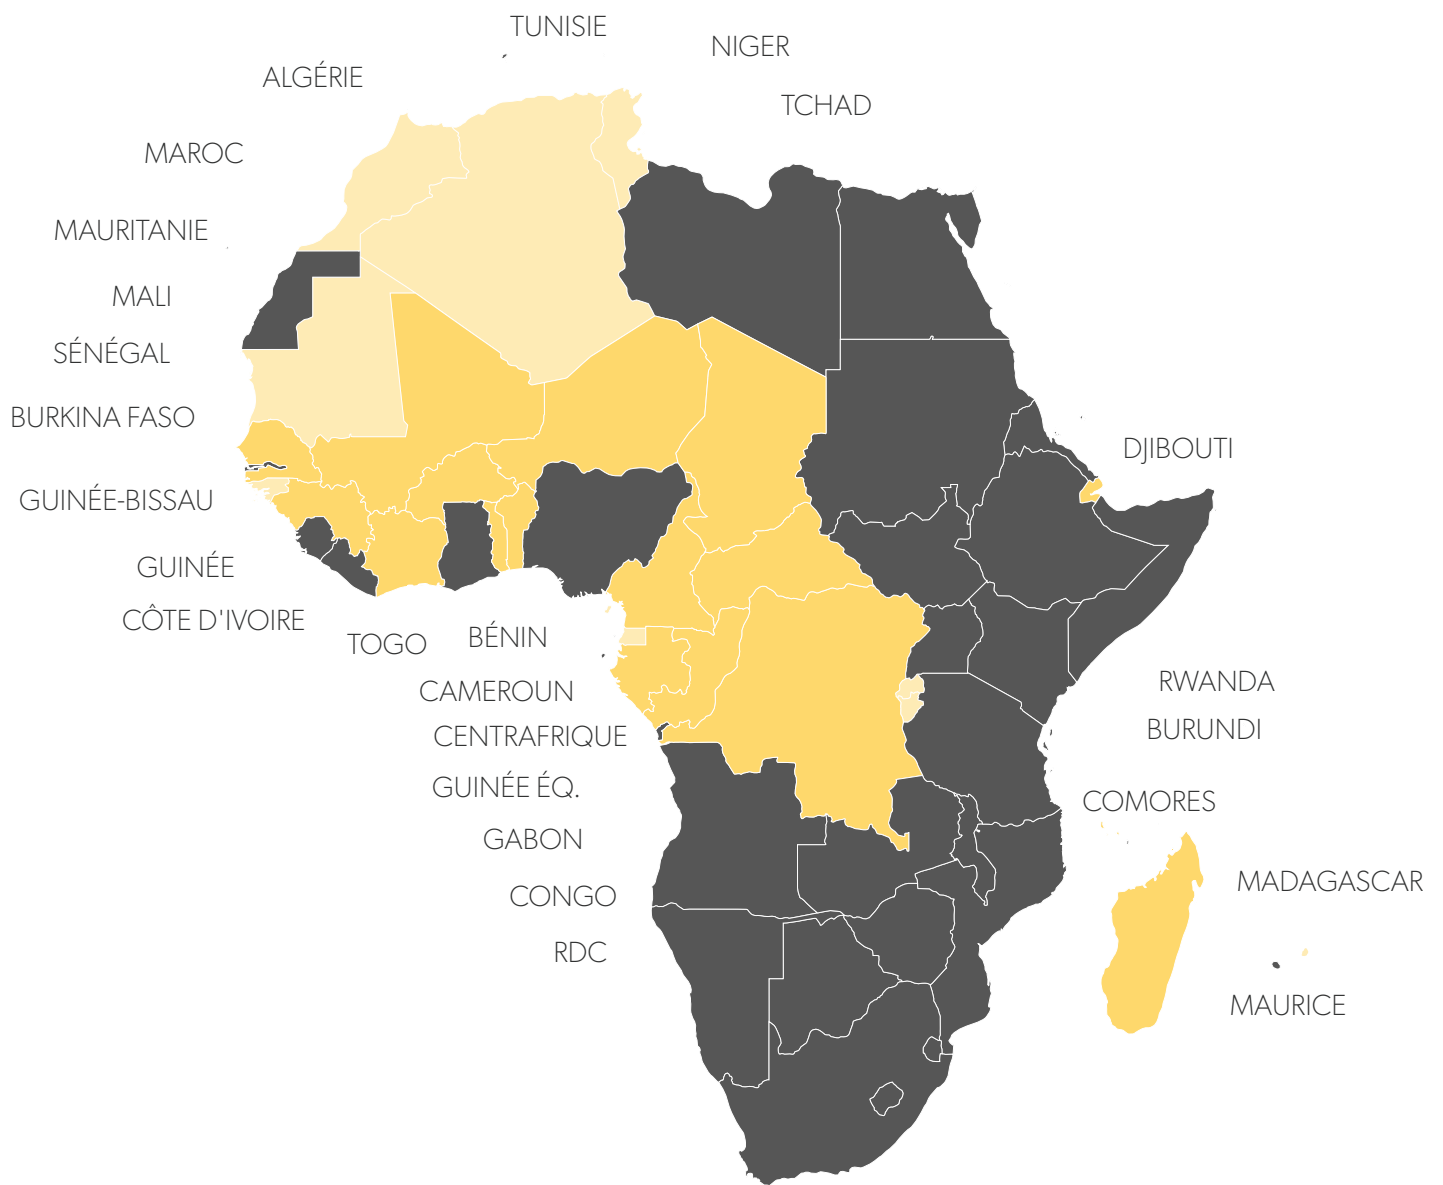 TUNISIE
NIGER
ALGÉRIE
TCHAD
MAROC
MAURITANIE
MALI
SÉNÉGAL
BURKINA FASO
DJIBOUTI
GUINÉE-BISSAU
GUINÉE
CÔTE D'IVOIRE
TOGO
BÉNIN
CAMEROUN
RWANDA
CENTRAFRIQUE
BURUNDI
GUINÉE ÉQ.
COMORES
GABON
MADAGASCAR
CONGO
RDC
MAURICE